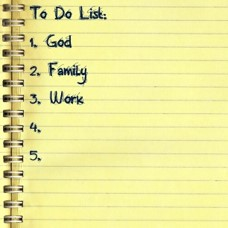 To Do List:
1. God
2. Family
3. Work
4.
5.